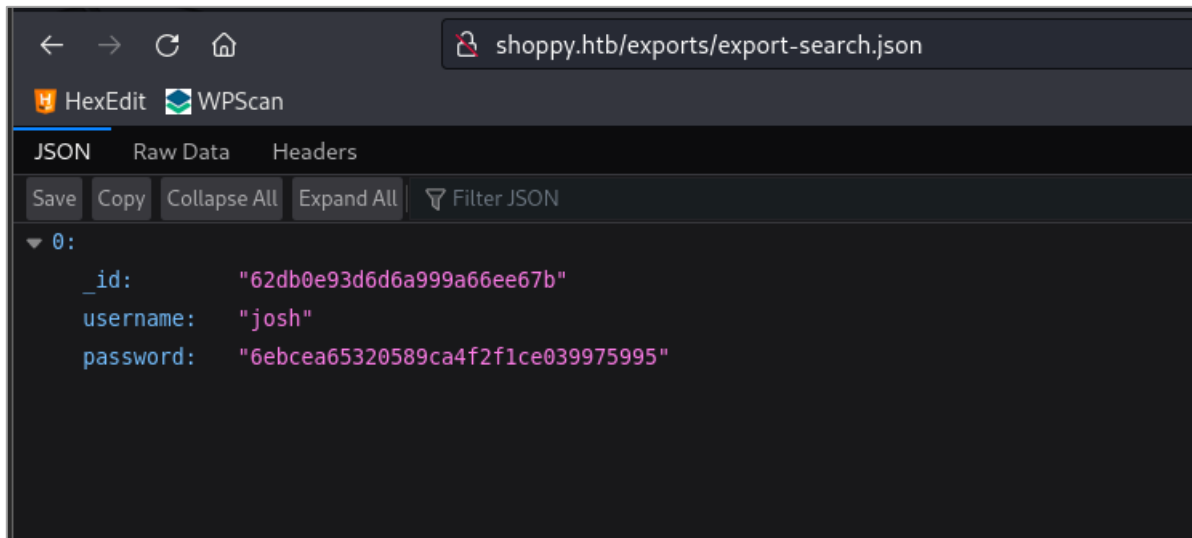 shoppy.htb/exports/export-search.json
HexEdit WPScan
JSON Raw Data Headers
Save Copy Collapse All Expand All Filter JSON
0:
_id: "62db0e93d6d6a999a66ee67b"
username: "josh"
password: "6ebcea65320589ca4f2f1ce039975995"